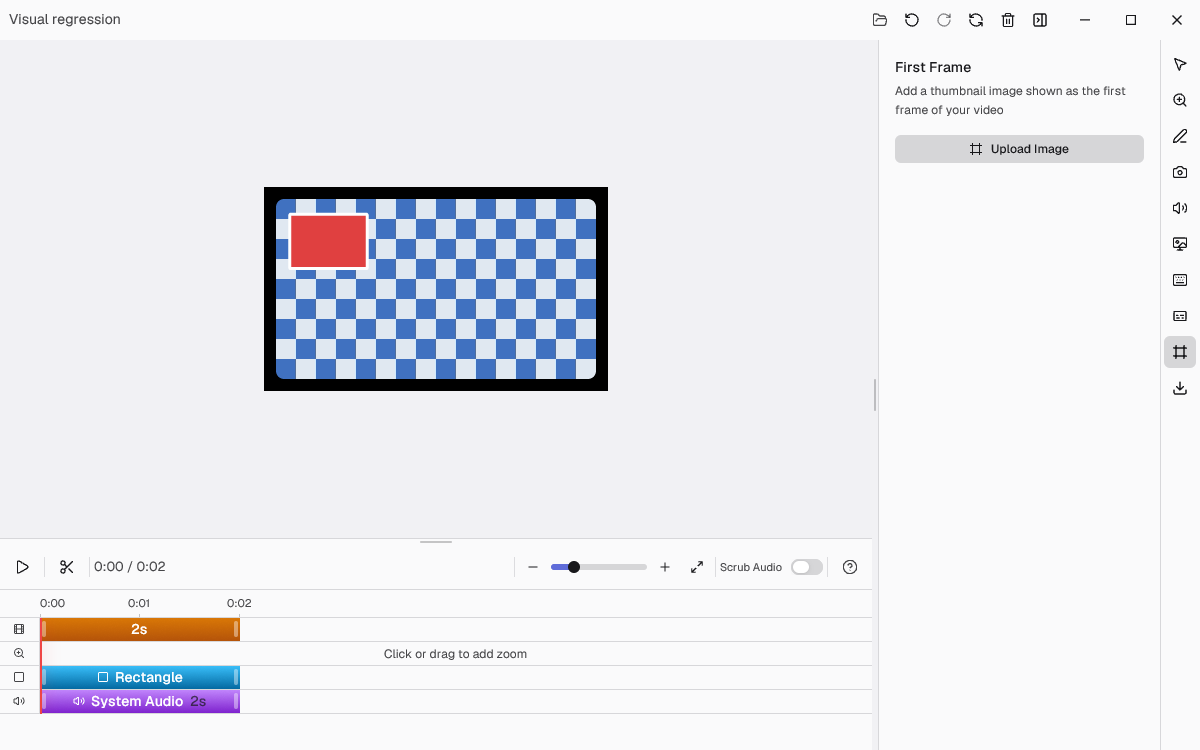 Visual regression
First Frame
Add a thumbnail image shown as the first
frame of your video
Upload Image
0:00 / 0:02
Scrub Audio
0:00 0:01 0:02
2s
Click or drag to add zoom
Rectangle
System Audio 2s